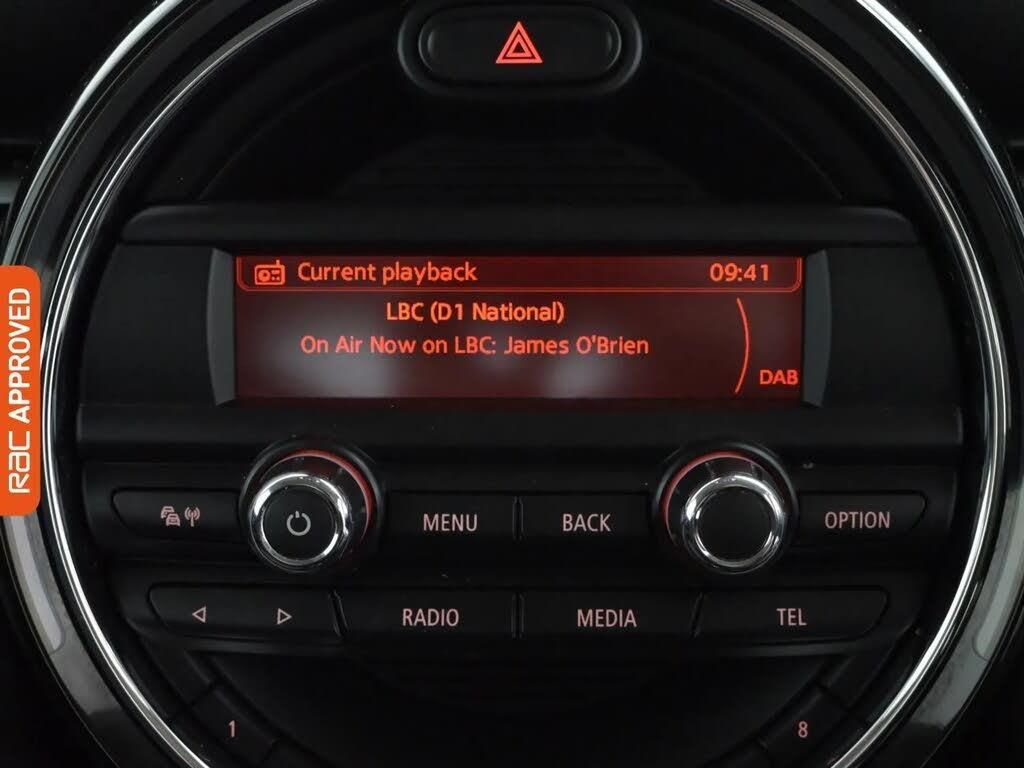 Current playback 09:41
LBC (D1 National)
On Air Now on LBC: James O'Brien
DAB
RAC APPROVED
MENU BACK OPTION
RADIO MEDIA TEL
1 8